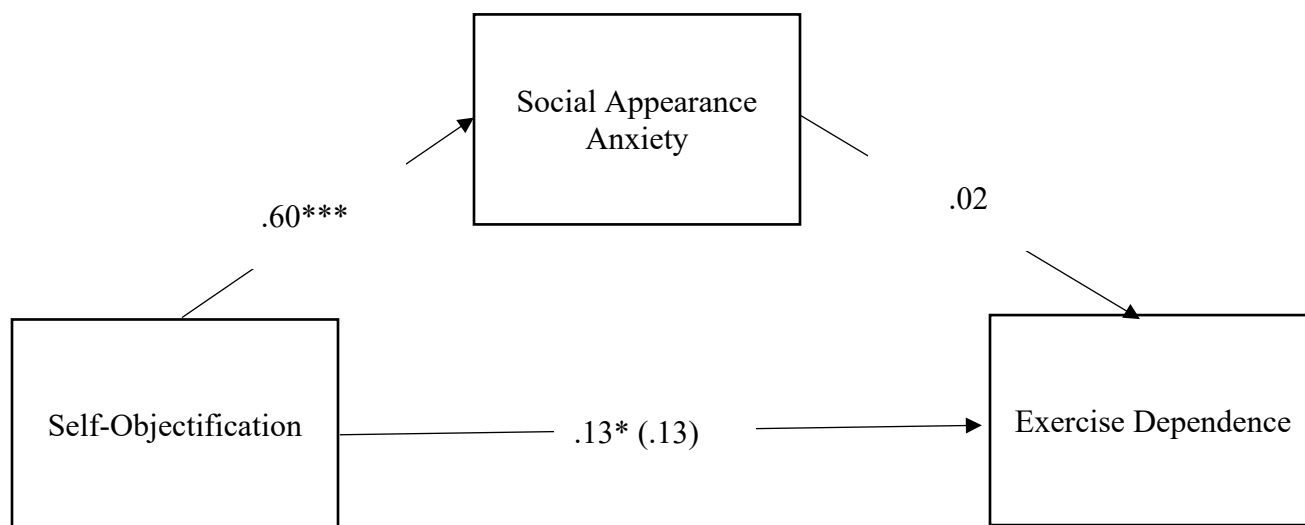 Social Appearance
Anxiety
.60***
.02
Self-Objectification
.13* (.13)
Exercise Dependence